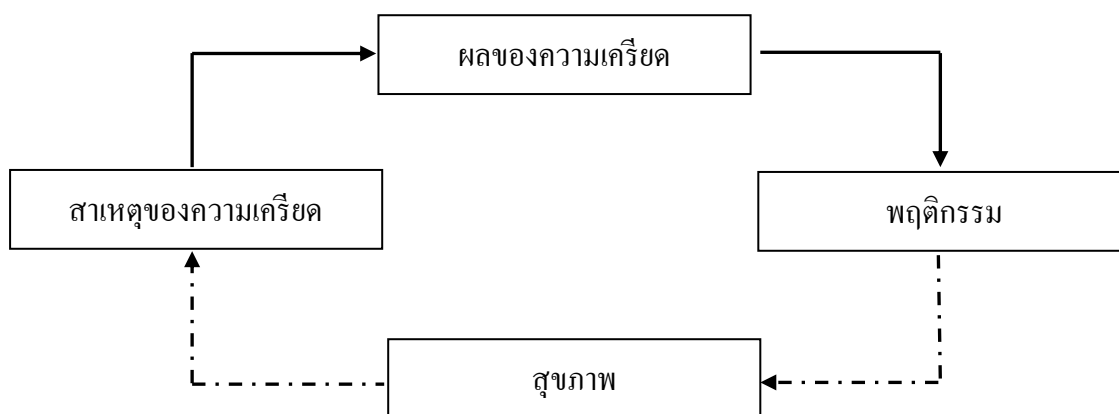 ผลของความเครียด
สาเหตุของความเครียด
พฤติกรรม
สุขภาพ